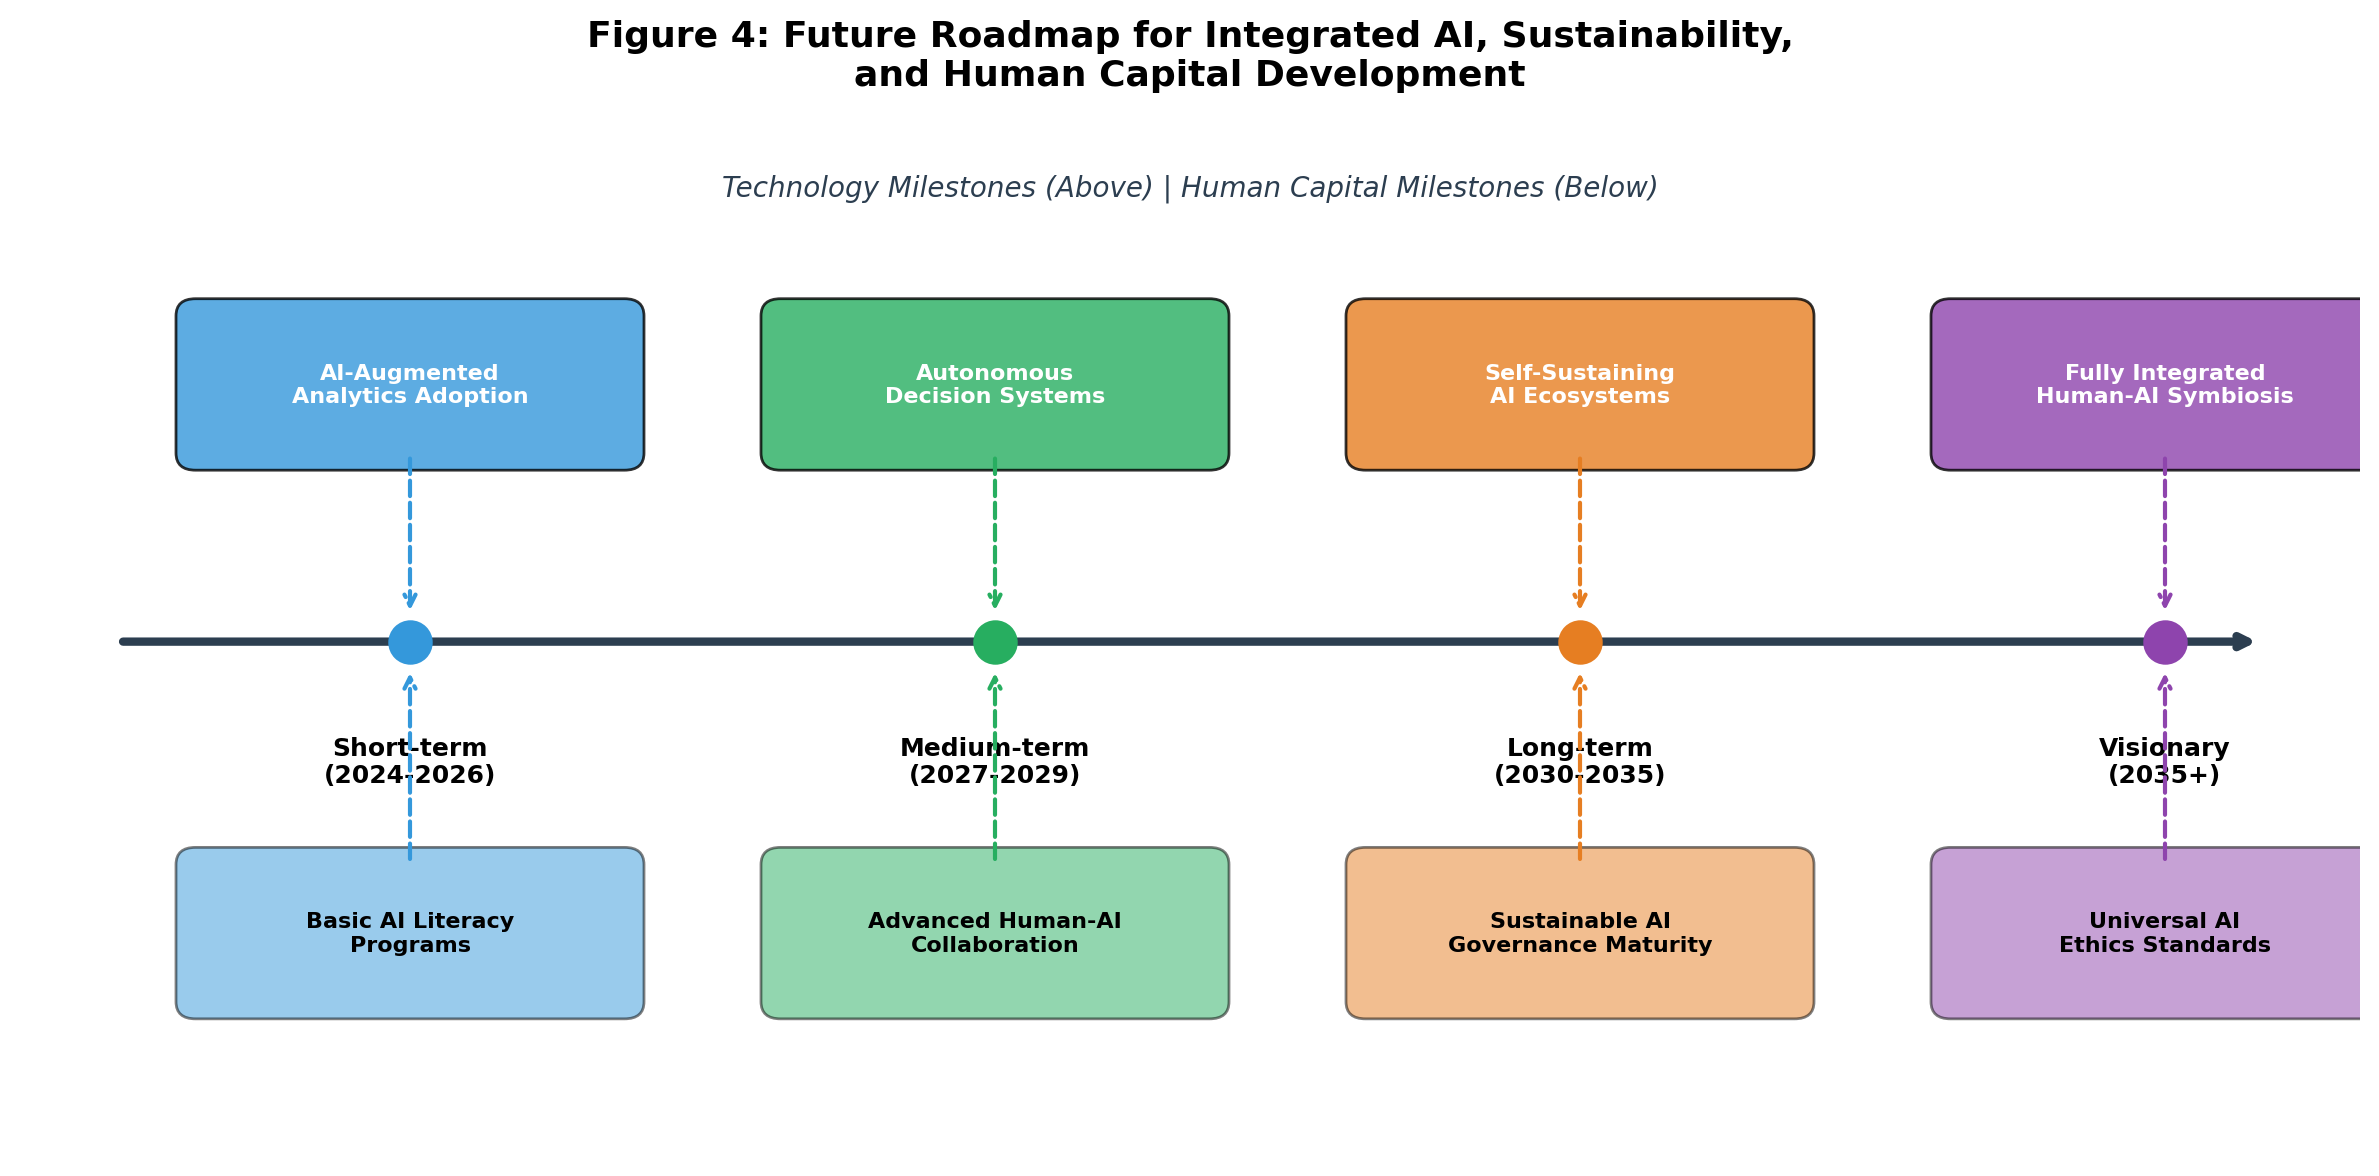 Figure 4: Future Roadmap for Integrated AI, Sustainability,
and Human Capital Development
Technology Milestones (Above) | Human Capital Milestones (Below)
AI-Augmented
Analytics Adoption
Autonomous
Decision Systems
Self-Sustaining
AI Ecosystems
Fully Integrated
Human-AI Symbiosis
Short-term
(2024-2026)
Medium-term
(2027-2029)
Long-term
(2030-2035)
Visionary
(2035+)
Basic AI Literacy
Programs
Advanced Human-AI
Collaboration
Sustainable AI
Governance Maturity
Universal AI
Ethics Standards